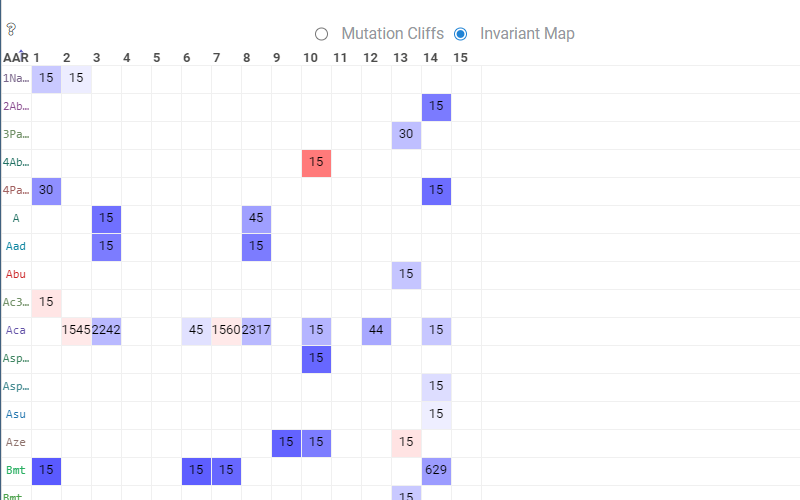 Mutation Cliffs Invariant Map
AAR 1 2 3 4 5 6 7 8 9 10 11 12 13 14 15
1Na… 15 15
2Ab… 15
3Pa… 30
4Ab… 15
4Pa… 30 15
A 15 45
Aad 15 15
Abu 15
Ac3… 15
Aca 1545 2242 45 1560 2317 15 44 15
Asp… 15
Asp… 15
Asu 15
Aze 15 15 15
Bmt 15 15 15 629
Bmt 15